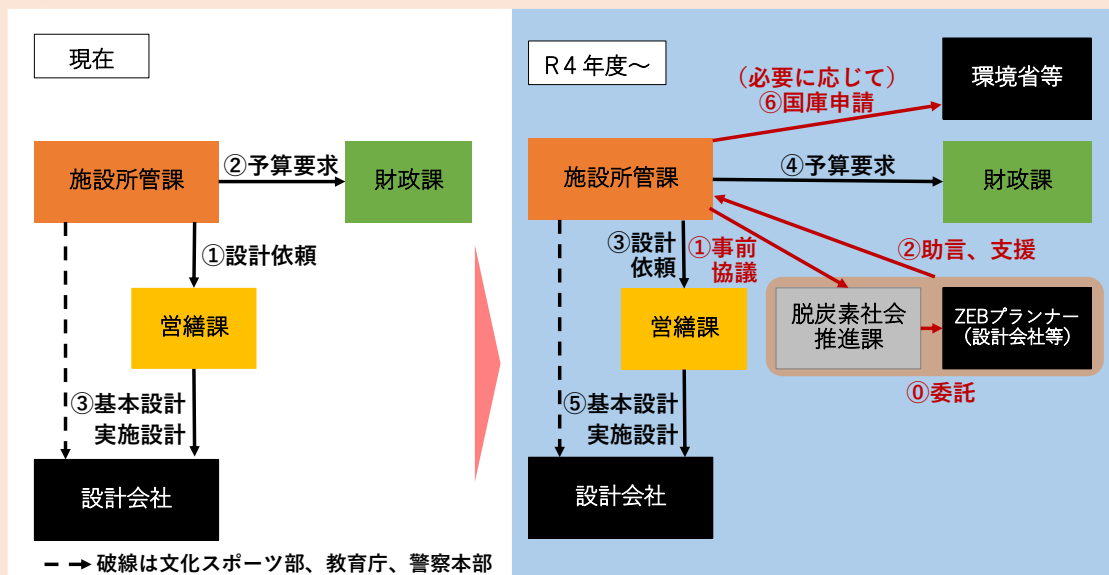 現在
施設所管課
②予算要求
財政課
①設計依頼
営繕課
③基本設計
実施設計
設計会社
破線は文化スポーツ部、教育庁、警察本部
R4年度～
（必要に応じて）
⑥国庫申請
環境省等
施設所管課
④予算要求
財政課
③設計
依頼
①事前
協議
②助言、支援
営繕課
脱炭素社会
推進課
ZEBプランナー
（設計会社等）
⓪委託
⑤基本設計
実施設計
設計会社